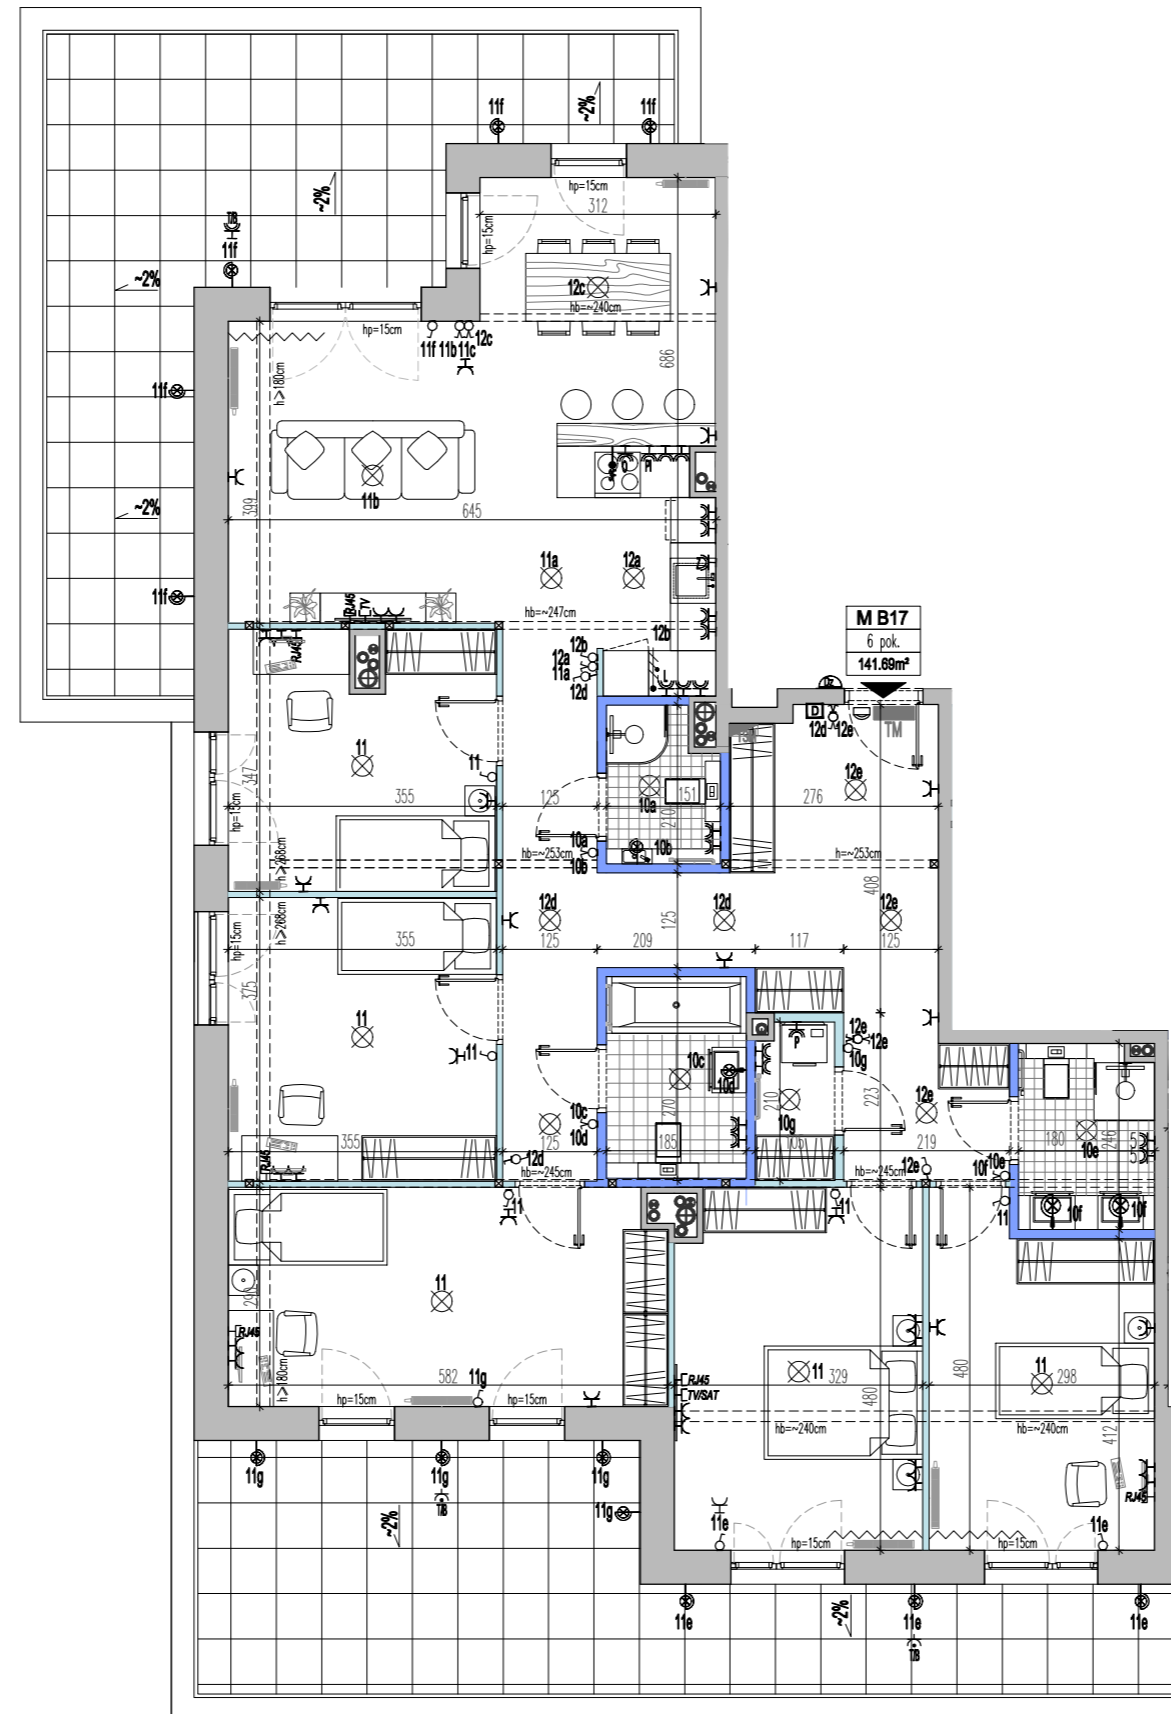 11f
11f
~2%
hp=15cm
~2%
312
T/B
11f
hp=15cm
~2%
12c
hb=~240cm
hp=15cm
12c
11f 11b 11c
686
11f
h>180cm
PI
11b
399
~2%
645
11a
12a
11f
RJ45
TV
hb=~247cm
12b
12b
12a
11a
12d
L
M B17
6 pok.
141.69m²
RJ45
D
12d
12e
TM
11
11
347
355
125
10a
151
12e
276
hp=15cm
210
10a
10b
10b
hb=~253cm
h=~253cm
h>268cm
408
h>268cm
12d
12d
12e
125
hp=15cm
355
125
209
117
125
375
11
11
P
12e
12e
10g
10c
10d
210
223
10g
12e
270
10c
10d
180
246
10e
355
125
185
105
219
RJ45
12d
hb=~245cm
hb=~245cm
12e
10f
10e
11
11
11
10f
10f
11
RJ45
h>180cm
582
11g
hp=15cm
hp=15cm
RJ45
TV/SAT
11
329
480
480
11
298
hb=~240cm
hb=~240cm
412
11g
11g
11g
T/B
~2%
11g
RJ45
11e
11e
hp=15cm
hp=15cm
11e
~2%
11e
11e
T/B